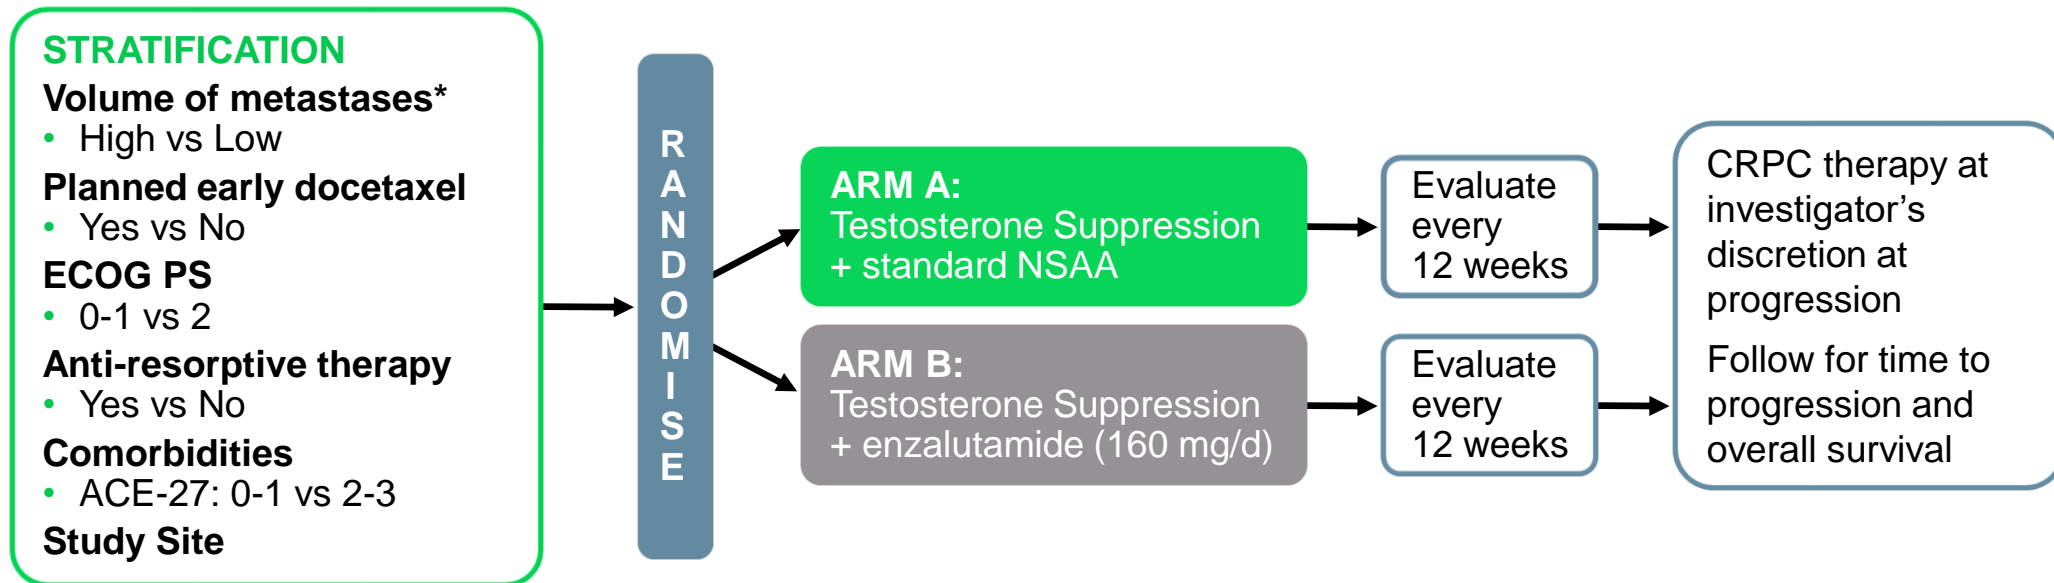 STRATIFICATION
Volume of metastases*
• High vs Low
Planned early docetaxel
• Yes vs No
ECOG PS
• 0-1 vs 2
Anti-resorptive therapy
• Yes vs No
Comorbidities
• ACE-27: 0-1 vs 2-3
Study Site
RANDOMISE
ARM A:
Testosterone Suppression
+ standard NSAA
Evaluate
every
12 weeks
ARM B:
Testosterone Suppression
+ enzalutamide (160 mg/d)
Evaluate
every
12 weeks
CRPC therapy at
investigator’s
discretion at
progression
Follow for time to
progression and
overall survival